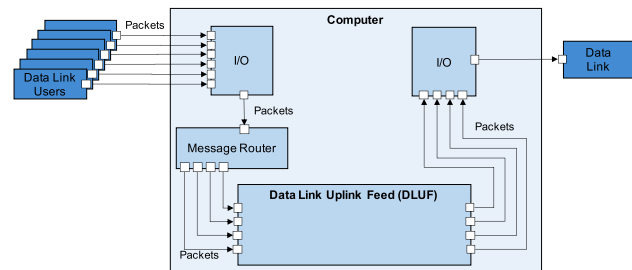 Computer
Packets
I/O
I/O
Data
Link
Data Link
Users
Packets
Packets
Message Router
Data Link Uplink Feed (DLUF)
Packets